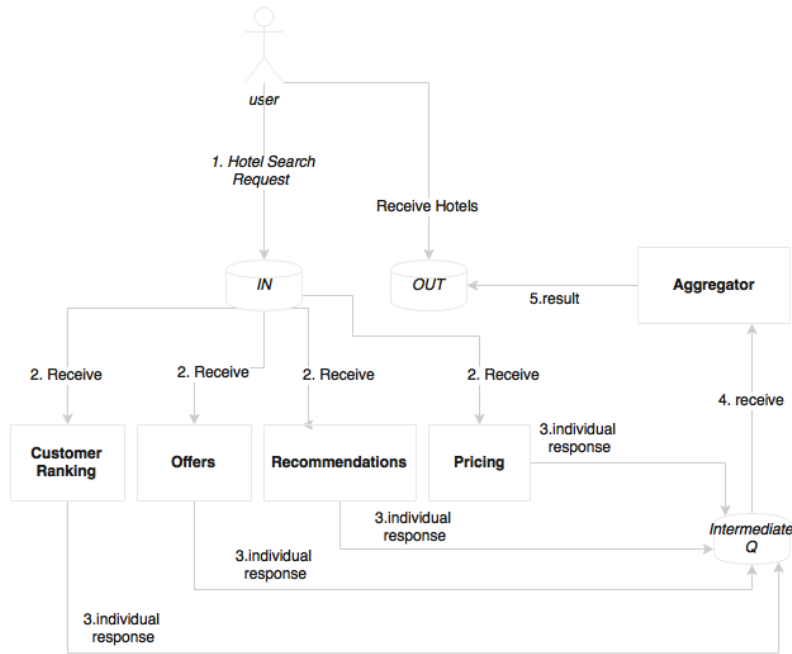 user
1. Hotel Search
Request
Receive Hotels
IN
OUT
5.result
Aggregator
2. Receive
2. Receive
2. Receive
2. Receive
4. receive
Customer
Ranking
Offers
Recommendations
Pricing
3.individual
response
3.individual
response
Intermediate
Q
3.individual
response
3.individual
response